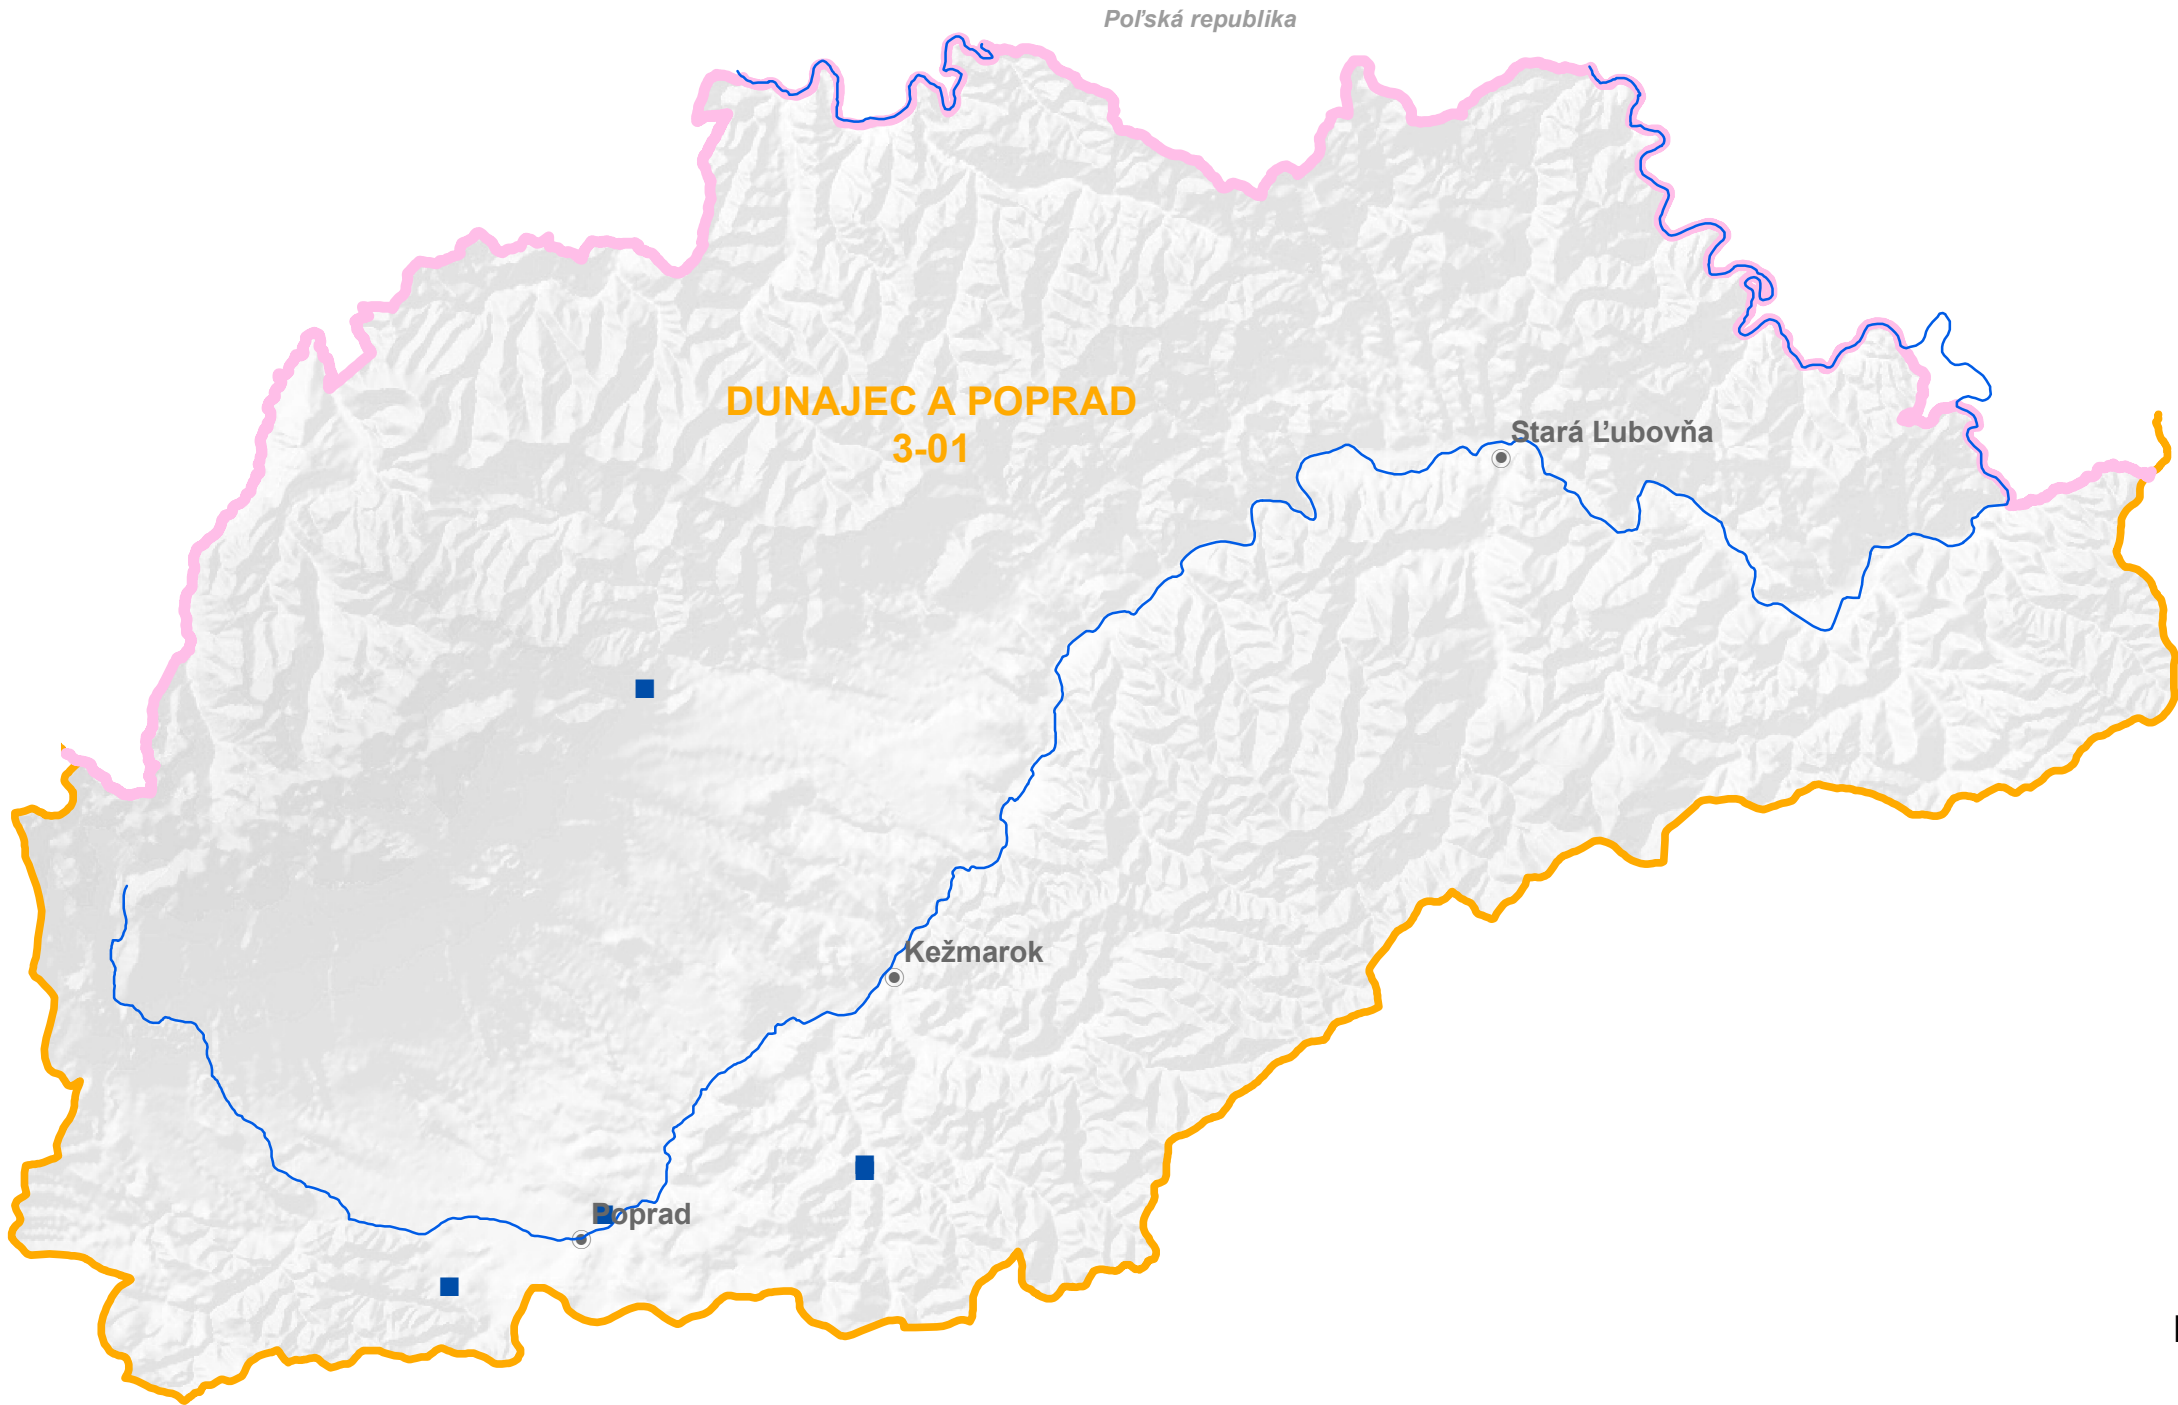 Poľská republika
DUNAJEC A POPRAD
3-01
Stará Ľubovňa
Kežmarok
Poprad